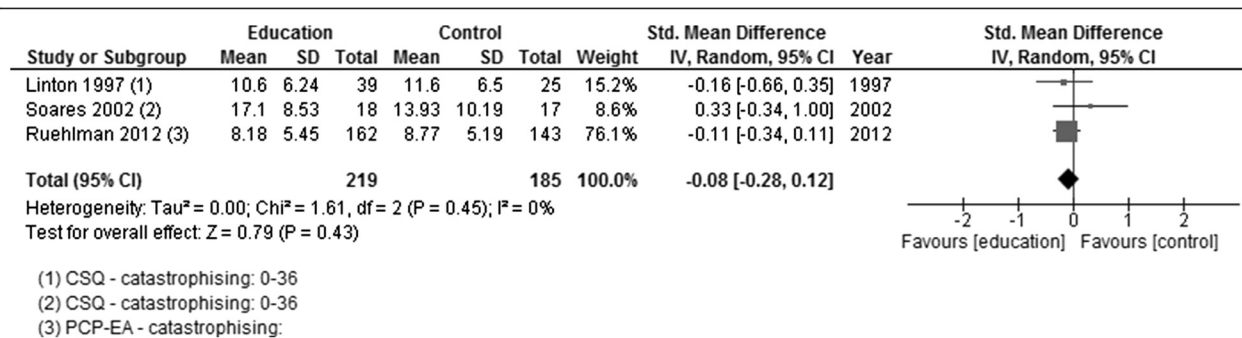 Education Control Std. Mean Difference Std. Mean Difference
Study or Subgroup Mean SD Total Mean SD Total Weight IV, Random, 95% CI Year IV, Random, 95% CI
Linton 1997 (1) 10.6 6.24 39 11.6 6.5 25 15.2% -0.16 [-0.66, 0.35] 1997
Soares 2002 (2) 17.1 8.53 18 13.93 10.19 17 8.6% 0.33 [-0.34, 1.00] 2002
Ruehlman 2012 (3) 8.18 5.45 162 8.77 5.19 143 76.1% -0.11 [-0.34, 0.11] 2012
Total (95% CI) 219 185 100.0% -0.08 [-0.28, 0.12]
Heterogeneity: Tau² = 0.00; Chi² = 1.61, df = 2 (P = 0.45); I² = 0%
Test for overall effect: Z = 0.79 (P = 0.43)
-2 -1 0 1 2
Favours [education] Favours [control]
(1) CSQ - catastrophising: 0-36
(2) CSQ - catastrophising: 0-36
(3) PCP-EA - catastrophising: